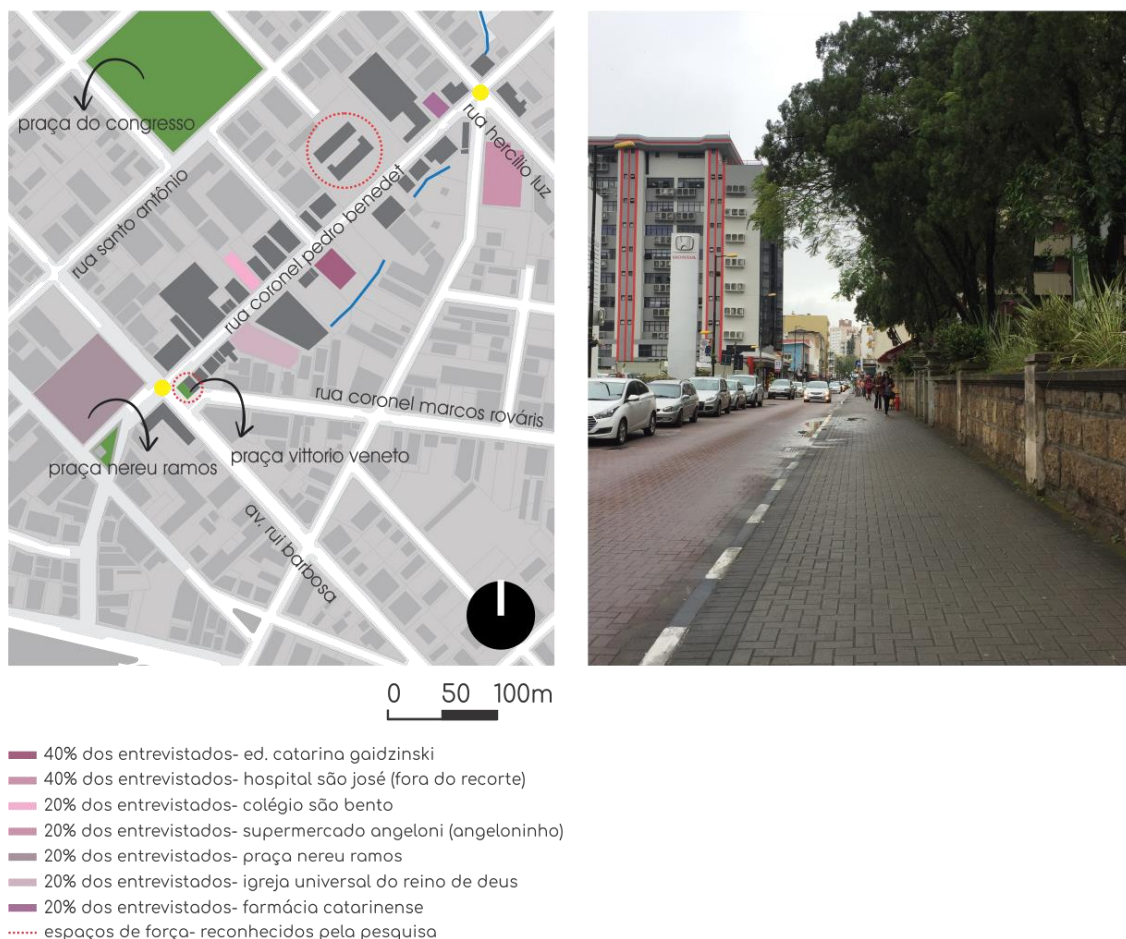 praça do congresso
rua santo antônio
rua coronel pedro benedet
rua hercílio luz
rua coronel marcos rováris
praça nereu ramos
praça vittorio veneto
av. rui barbosa
HONDA
0 50 100m
40% dos entrevistados- ed. catarina gaidzinski
40% dos entrevistados- hospital são josé (fora do recorte)
20% dos entrevistados- colégio são bento
20% dos entrevistados- supermercado angeloni (angeloninho)
20% dos entrevistados- praça nereu ramos
20% dos entrevistados- igreja universal do reino de deus
20% dos entrevistados- farmácia catarinense
espaços de força- reconhecidos pela pesquisa